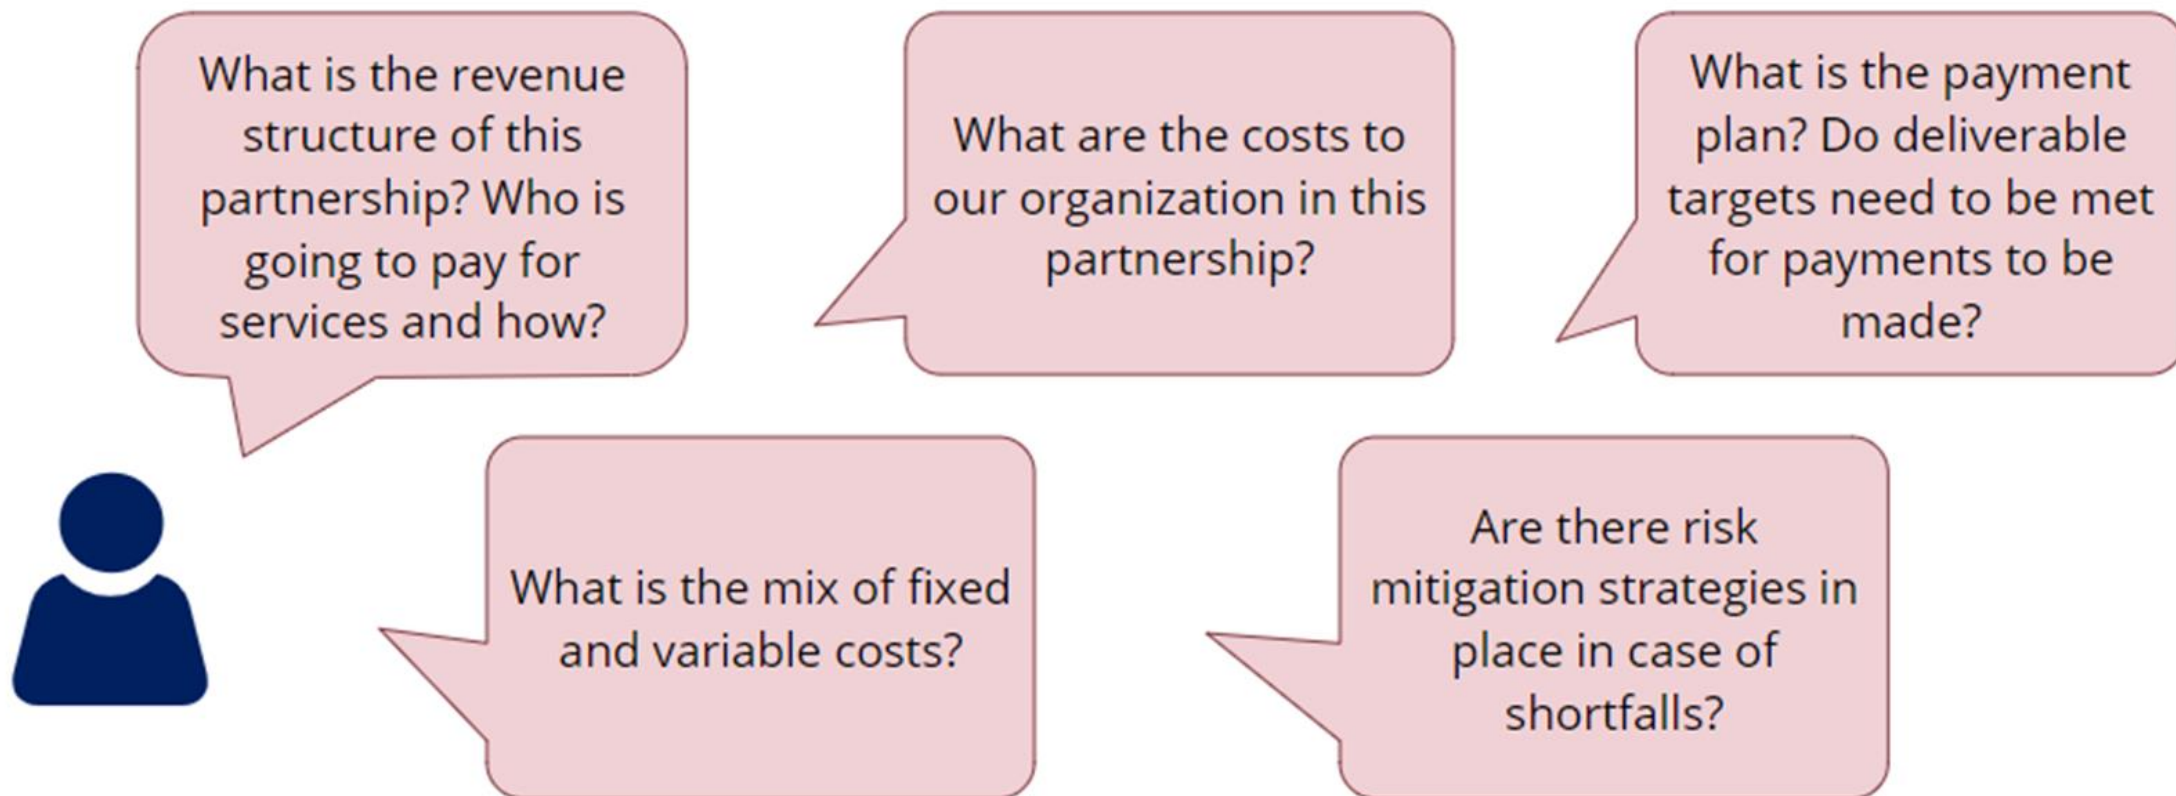 What is the revenue
structure of this
partnership? Who is
going to pay for
services and how?
What are the costs to
our organization in this
partnership?
What is the payment
plan? Do deliverable
targets need to be met
for payments to be
made?
What is the mix of fixed
and variable costs?
Are there risk
mitigation strategies in
place in case of
shortfalls?